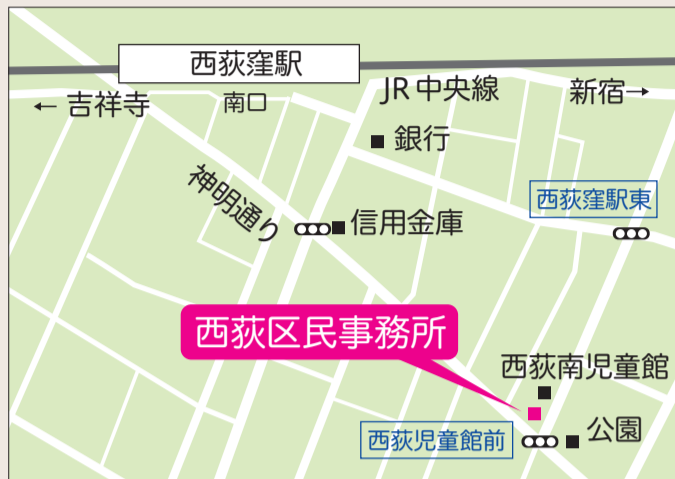 西荻窪駅
← 吉祥寺
南口
JR 中央線
新宿→
銀行
神明通り
信用金庫
西荻窪駅東
西荻区民事務所
西荻南児童館
西荻児童館前
公園